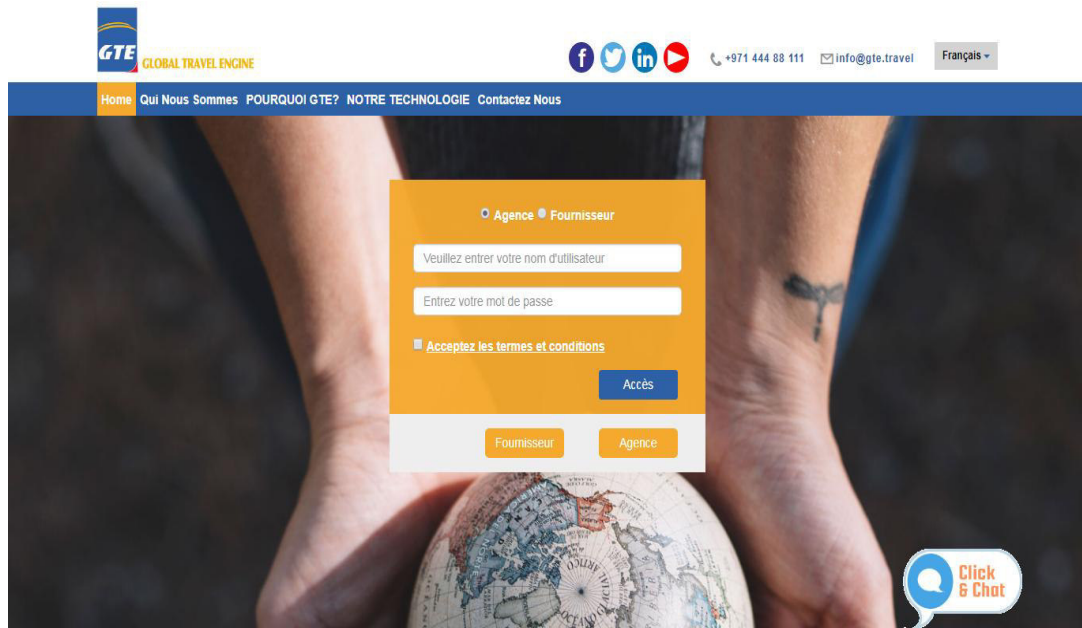 GTE
GLOBAL TRAVEL ENGINE
+971 444 88 111
info@gte.travel
Français
Home Qui Nous Sommes POURQUOI GTE? NOTRE TECHNOLOGIE Contactez Nous
Agence Fournisseur
Veuillez entrer votre nom d'utilisateur
Entrez votre mot de passe
Acceptez les termes et conditions
Accès
Fournisseur Agence
Click
& Chat